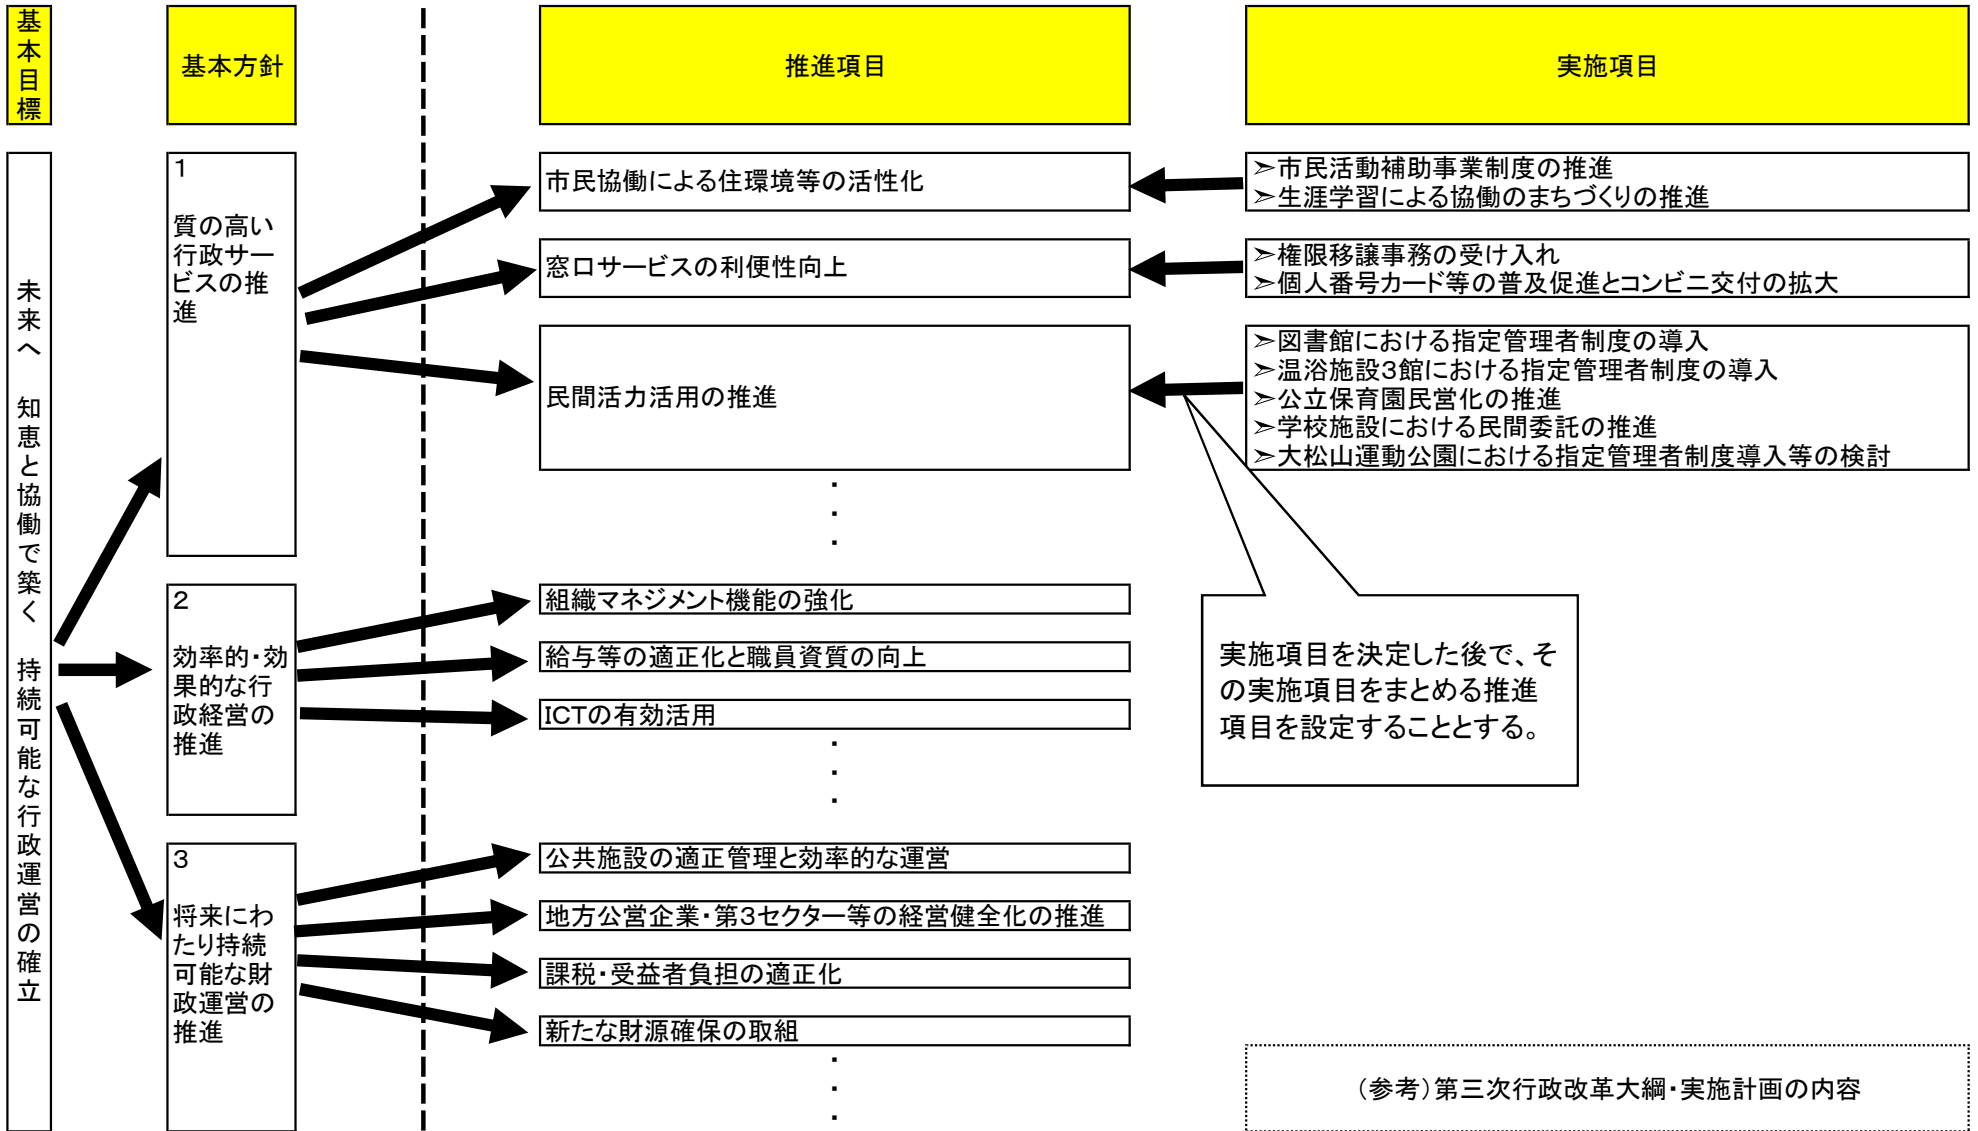 基本目標
基本方針
推進項目
実施項目
未来へ 知恵と協働で築く 持続可能な行政運営の確立
1
質の高い
行政サー
ビスの推
進
市民協働による住環境等の活性化
➣市民活動補助事業制度の推進
➣生涯学習による協働のまちづくりの推進
窓口サービスの利便性向上
➣権限移譲事務の受け入れ
➣個人番号カード等の普及促進とコンビニ交付の拡大
民間活力活用の推進
➣図書館における指定管理者制度の導入
➣温浴施設3館における指定管理者制度の導入
➣公立保育園民営化の推進
➣学校施設における民間委託の推進
➣大松山運動公園における指定管理者制度導入等の検討
・
・
・
2
効率的・効
果的な行
政経営の
推進
組織マネジメント機能の強化
給与等の適正化と職員資質の向上
ICTの有効活用
・
・
・
実施項目を決定した後で、そ
の実施項目をまとめる推進
項目を設定することとする。
3
将来にわ
たり持続
可能な財
政運営の
推進
公共施設の適正管理と効率的な運営
地方公営企業・第3セクター等の経営健全化の推進
課税・受益者負担の適正化
新たな財源確保の取組
・
・
・
(参考)第三次行政改革大綱・実施計画の内容